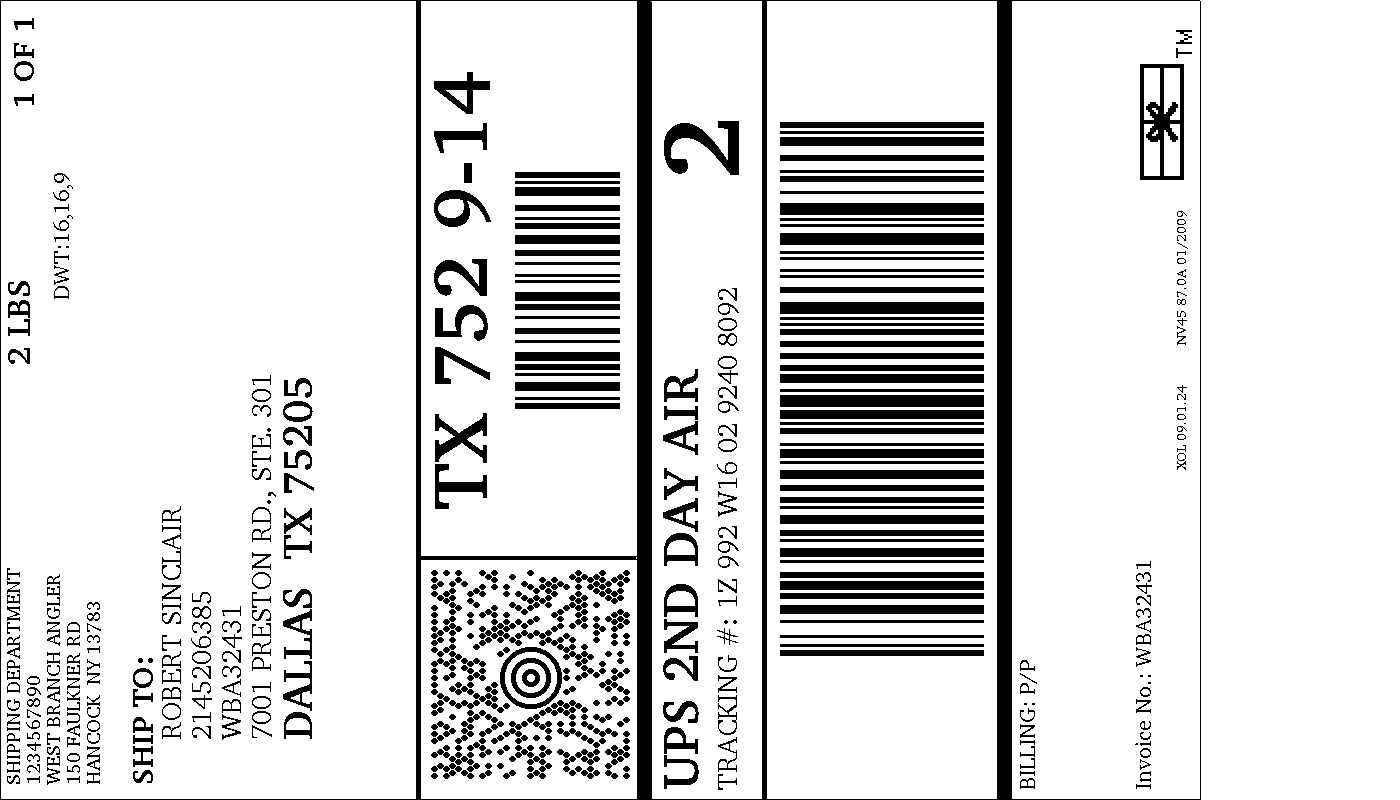 SHIPPING DEPARTMENT
1234567890
WEST BRANCH ANGLER
150 FAULKNER RD
HANCOCK NY 13783
2 LBS
1 OF 1
DWT:16,16,9
SHIP TO:
ROBERT SINCLAIR
2145206385
WBA32431
7001 PRESTON RD., STE. 301
DALLAS TX 75205
TX 752 9-14
UPS 2ND DAY AIR
2
TRACKING #: 1Z 992 W16 02 9240 8092
BILLING: P/P
Invoice No.: WBA32431
XOL 09.01.24
NV45 87.0A 01/2009
TM